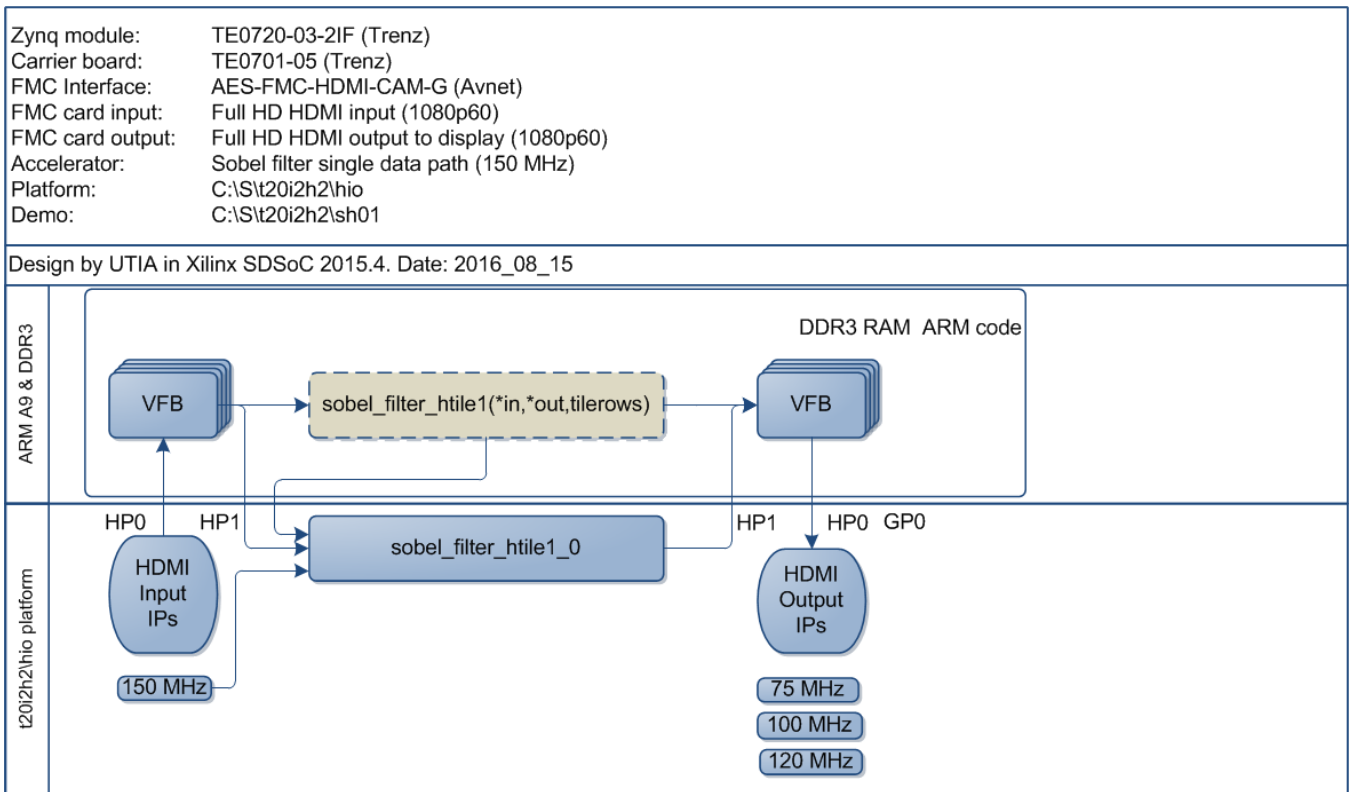 Zynq module: TE0720-03-2IF (Trenz)
Carrier board: TE0701-05 (Trenz)
FMC Interface: AES-FMC-HDMI-CAM-G (Avnet)
FMC card input: Full HD HDMI input (1080p60)
FMC card output: Full HD HDMI output to display (1080p60)
Accelerator: Sobel filter single data path (150 MHz)
Platform: C:\S\t20i2h2\hio
Demo: C:\S\t20i2h2\sh01
Design by UTIA in Xilinx SDSoC 2015.4. Date: 2016_08_15
ARM A9 & DDR3
DDR3 RAM ARM code
VFB
sobel_filter_htile1(*in,*out,tilerows)
VFB
t20i2h2\hio platform
HP0
HP1
HP1
HP0
GP0
HDMI
Input
IPs
sobel_filter_htile1_0
HDMI
Output
IPs
150 MHz
75 MHz
100 MHz
120 MHz